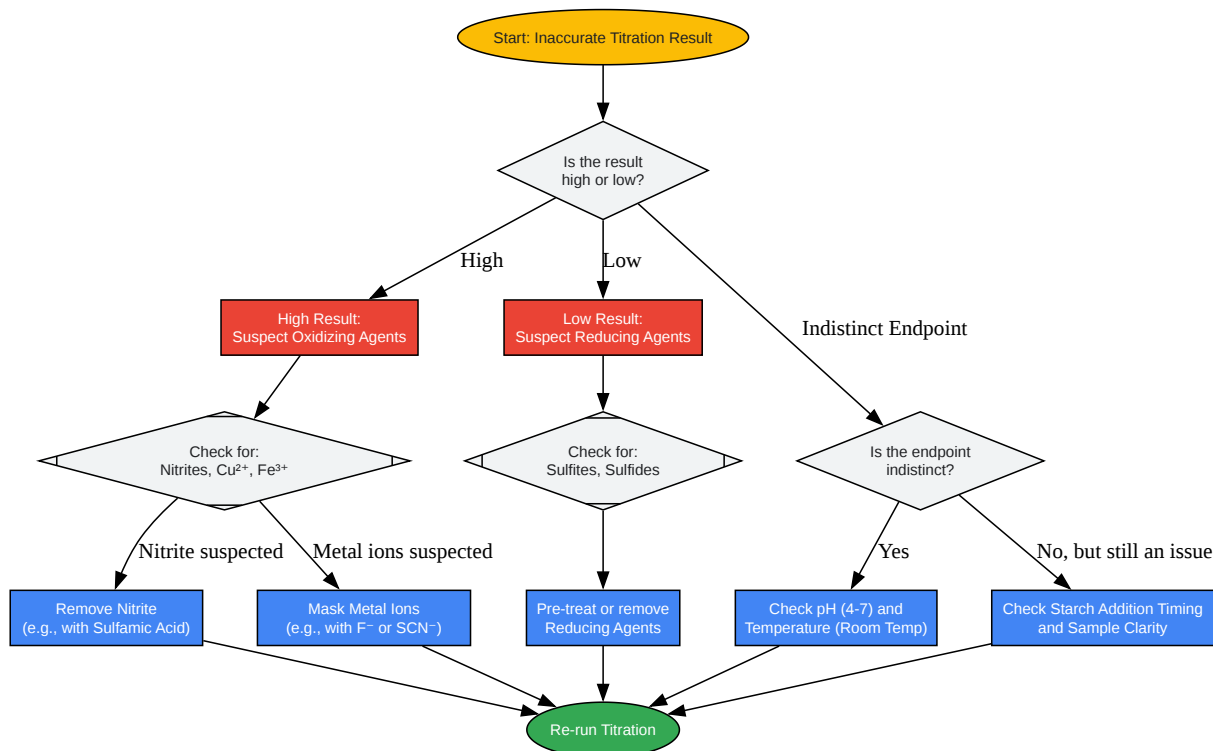 Start: Inaccurate Titration Result
Is the result
high or low?
High
Low
Indistinct Endpoint
High Result:
Suspect Oxidizing Agents
Low Result:
Suspect Reducing Agents
Check for:
Nitrites, Cu²⁺, Fe³⁺
Check for:
Sulfites, Sulfides
Is the endpoint
indistinct?
Nitrite suspected
Metal ions suspected
Yes
No, but still an issue
Remove Nitrite
(e.g., with Sulfamic Acid)
Mask Metal Ions
(e.g., with F⁻ or SCN⁻)
Pre-treat or remove
Reducing Agents
Check pH (4-7) and
Temperature (Room Temp)
Check Starch Addition Timing
and Sample Clarity
Re-run Titration